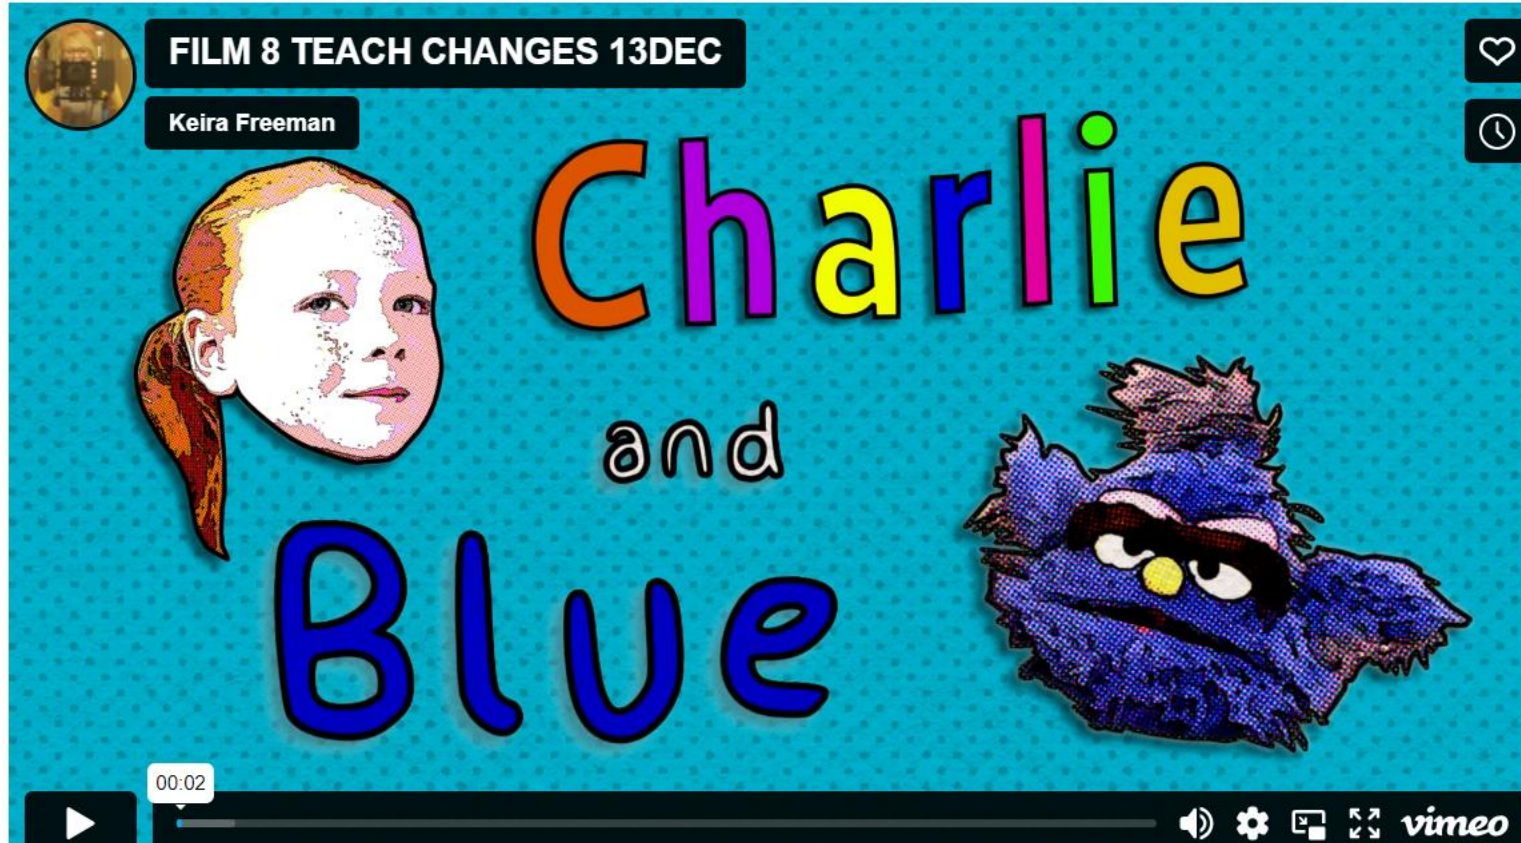 FILM 8 TEACH CHANGES 13DEC
Keira Freeman
Charlie
and
Blue
00:02
vimeo